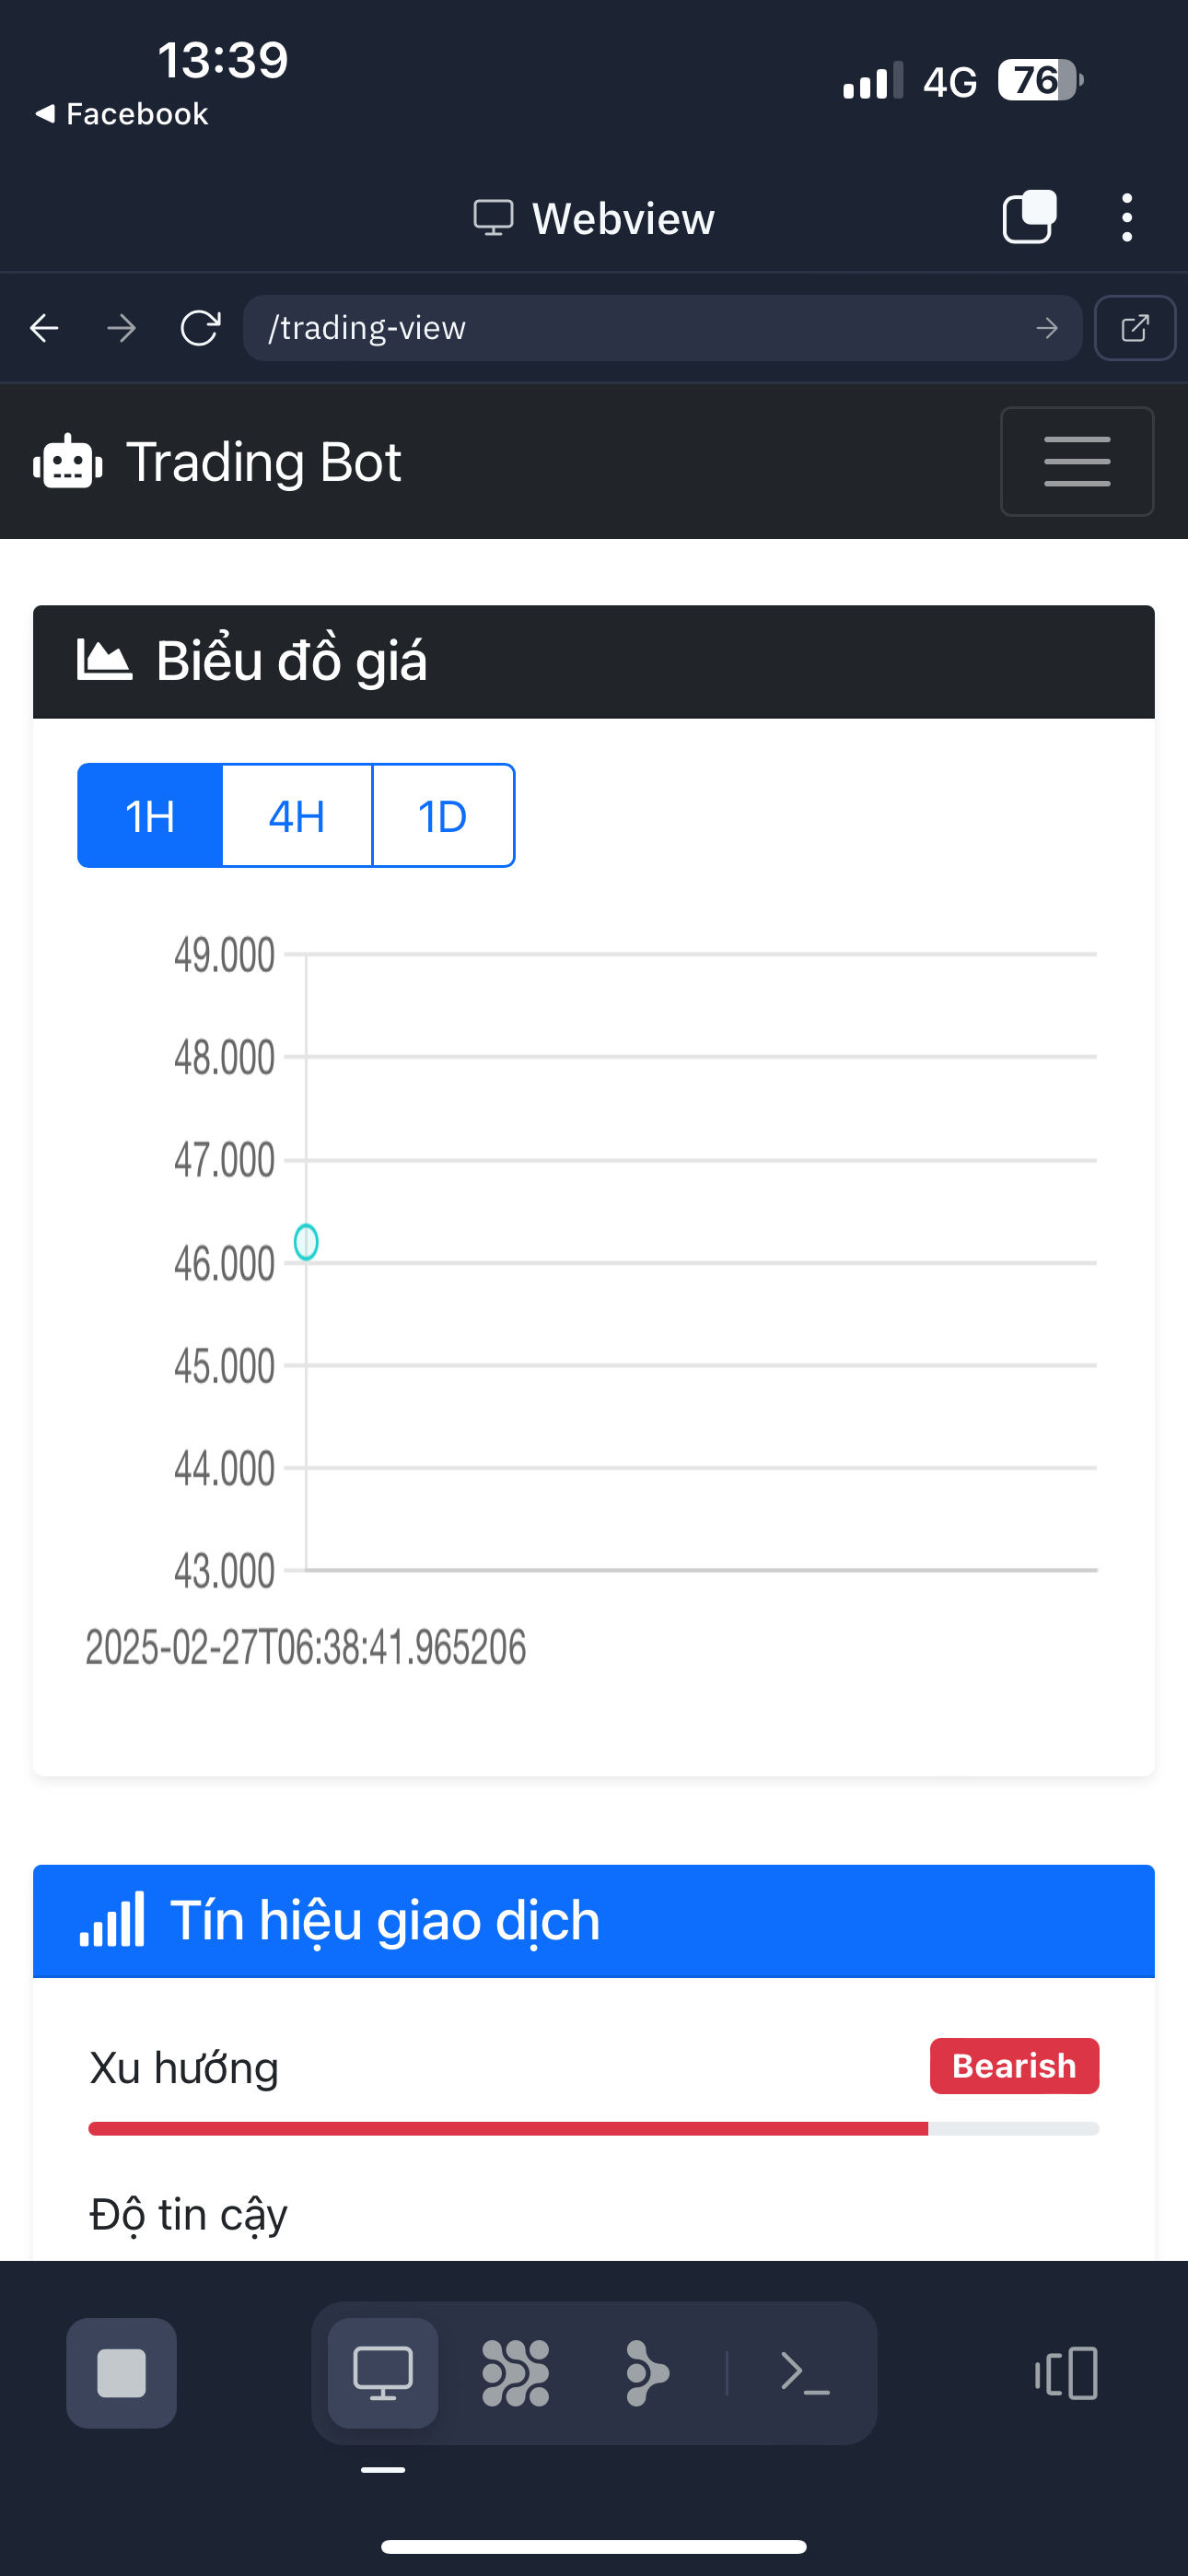 13:39
4G
76
Facebook
Webview
/trading-view
Trading Bot
Biểu đồ giá
1H
4H
1D
49.000
48.000
47.000
46.000
45.000
44.000
43.000
2025-02-27T06:38:41.965206
Tín hiệu giao dịch
Xu hướng
Bearish
Độ tin cậy